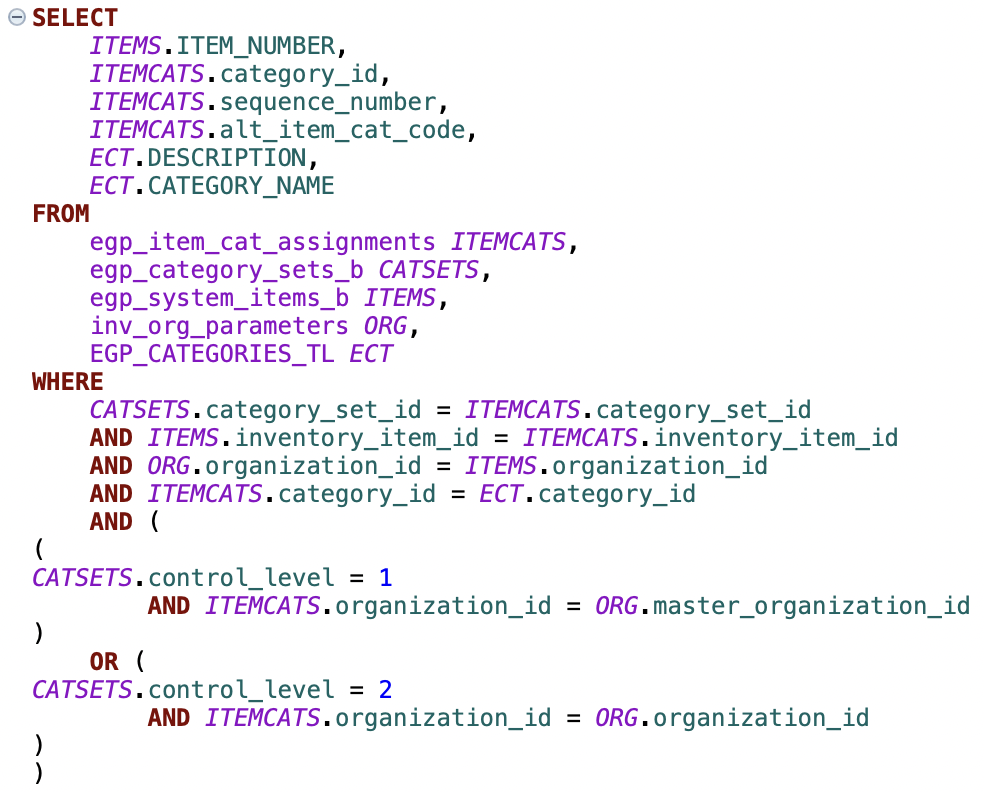 SELECT
ITEMS.ITEM_NUMBER,
ITEMCATS.category_id,
ITEMCATS.sequence_number,
ITEMCATS.alt_item_cat_code,
ECT.DESCRIPTION,
ECT.CATEGORY_NAME
FROM
egp_item_cat_assignments ITEMCATS,
egp_category_sets_b CATSETS,
egp_system_items_b ITEMS,
inv_org_parameters ORG,
EGP_CATEGORIES_TL ECT
WHERE
CATSETS.category_set_id = ITEMCATS.category_set_id
AND ITEMS.inventory_item_id = ITEMCATS.inventory_item_id
AND ORG.organization_id = ITEMS.organization_id
AND ITEMCATS.category_id = ECT.category_id
AND (
(
CATSETS.control_level = 1
AND ITEMCATS.organization_id = ORG.master_organization_id
)
OR (
CATSETS.control_level = 2
AND ITEMCATS.organization_id = ORG.organization_id
)
)